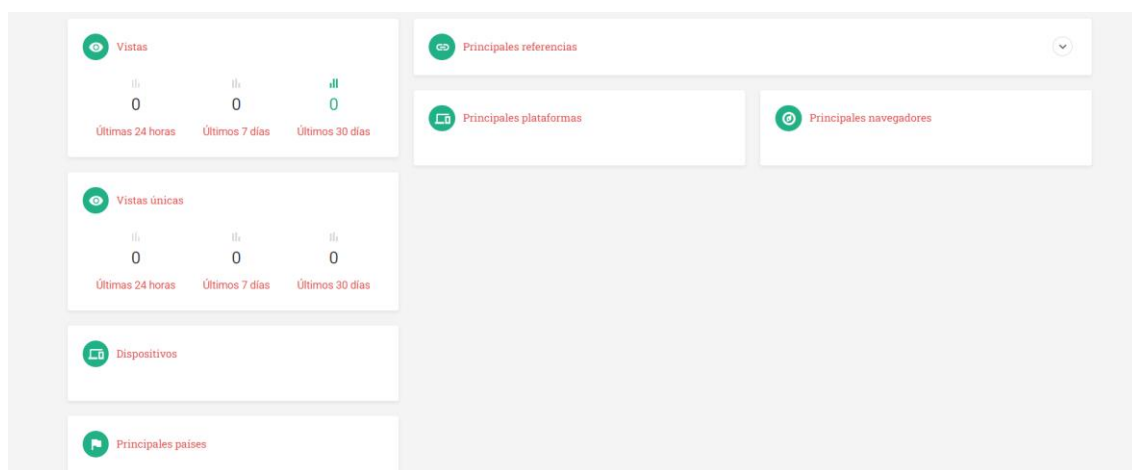 Vistas
0 0 0
Últimas 24 horas Últimos 7 días Últimos 30 días
Vistas únicas
0 0 0
Últimas 24 horas Últimos 7 días Últimos 30 días
Dispositivos
Principales países
Principales referencias
Principales plataformas
Principales navegadores